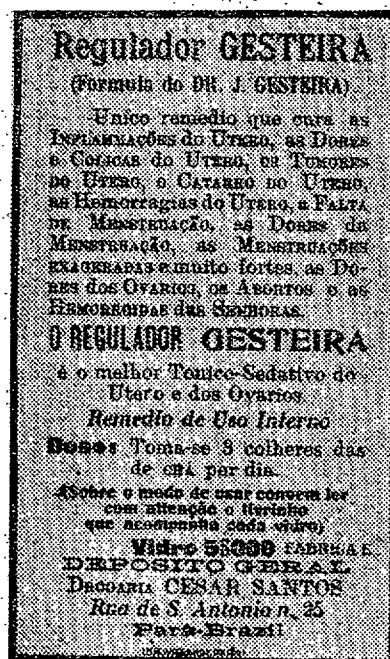 Regulador GESTEIRA
(Formula do DR. J. GESTEIRA)
Unico remedio que cura as
INFLAMMAÇÕES do UTERO, as DORES
e COLICAS do UTERO, os TUMORES
DO UTERO, o CATARRO DO UTERO,
as Hemorragias do UTERO, a FALTA
DE MENSTRUAÇÃO, as DORES da
MENSTRUAÇÃO, as MENSTRUAÇÕES
EXAGERADAS e muito fortes, as DO-
RES dos OVARIOS, os ABORTOS e as
HEMORROIDAS das SENHORAS.
O REGULADOR GESTEIRA
é o melhor Tonico-Sedativo do
Utero e dos Ovarios
Remedio de Uso Interno
Dose: Toma-se 3 colheres das
de CHÁ por dia.
(Sobre o modo de usar convem ler
com attenção o livrinho
que acompanha cada vidro)
Vidro 5$000 FABRICA E
DEPOSITO GERAL
DROGARIA CESAR SANTOS
Rua de S. Antonio n. 25
Pará-Brazil